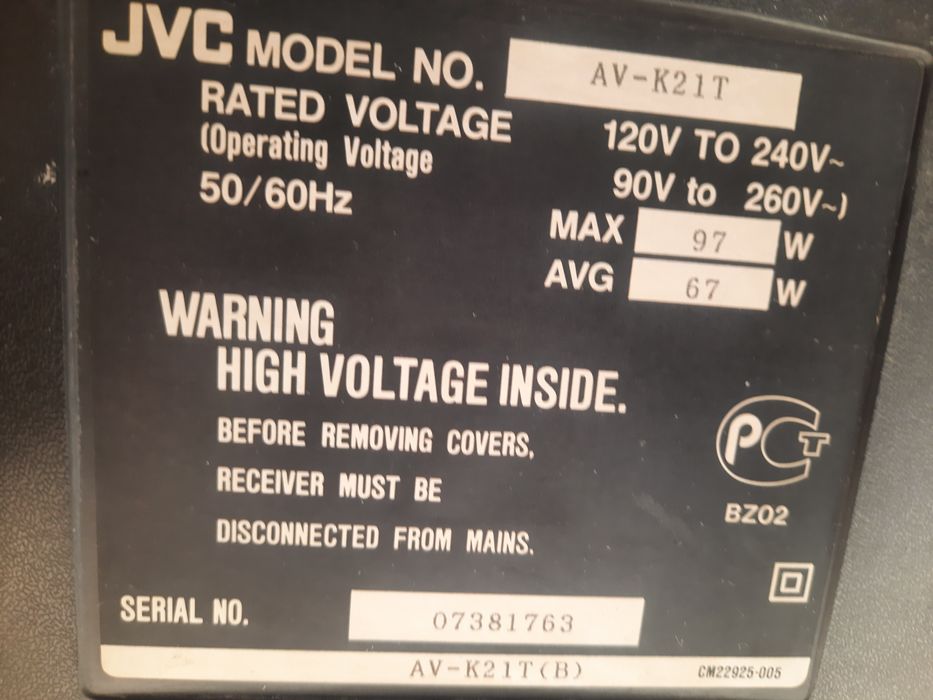 JVC MODEL NO. AV-K21T
RATED VOLTAGE 120V TO 240V~
(Operating Voltage 90V to 260V~)
50/60Hz
MAX 97 W
AVG 67 W
WARNING
HIGH VOLTAGE INSIDE.
BEFORE REMOVING COVERS,
RECEIVER MUST BE
DISCONNECTED FROM MAINS.
РСТ
BZ02
SERIAL NO. 07381763
AV-K21T(B) CM22925-005